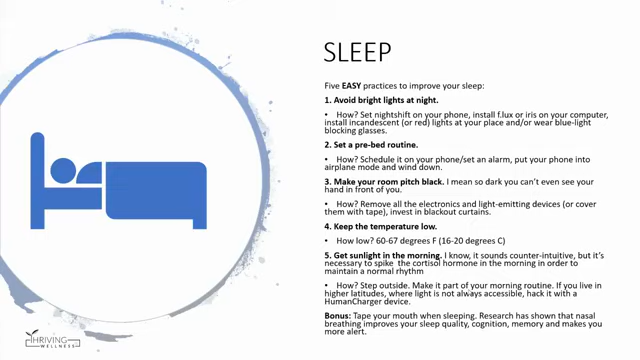 SLEEP
Five EASY practices to improve your sleep:
1. Avoid bright lights at night.
• How? Set nightshift on your phone, install f.lux or iris on your computer,
install incandescent (or red) lights at your place and/or wear blue-light
blocking glasses.
2. Set a pre-bed routine.
• How? Schedule it on your phone/set an alarm, put your phone into
airplane mode and wind down.
3. Make your room pitch black. I mean so dark you can't even see your
hand in front of you.
• How? Remove all the electronics and light-emitting devices (or cover
them with tape), invest in blackout curtains.
4. Keep the temperature low.
• How low? 60-67 degrees F (16-20 degrees C)
5. Get sunlight in the morning. I know, it sounds counter-intuitive, but it's
necessary to spike the cortisol hormone in the morning in order to
maintain a normal rhythm
• How? Step outside. Make it part of your morning routine. If you live in
higher latitudes, where light is not always accessible, hack it with a
HumanCharger device.
Bonus: Tape your mouth when sleeping. Research has shown that nasal
breathing improves your sleep quality, cognition, memory and makes you
more alert.
THRIVING
WELLNESS